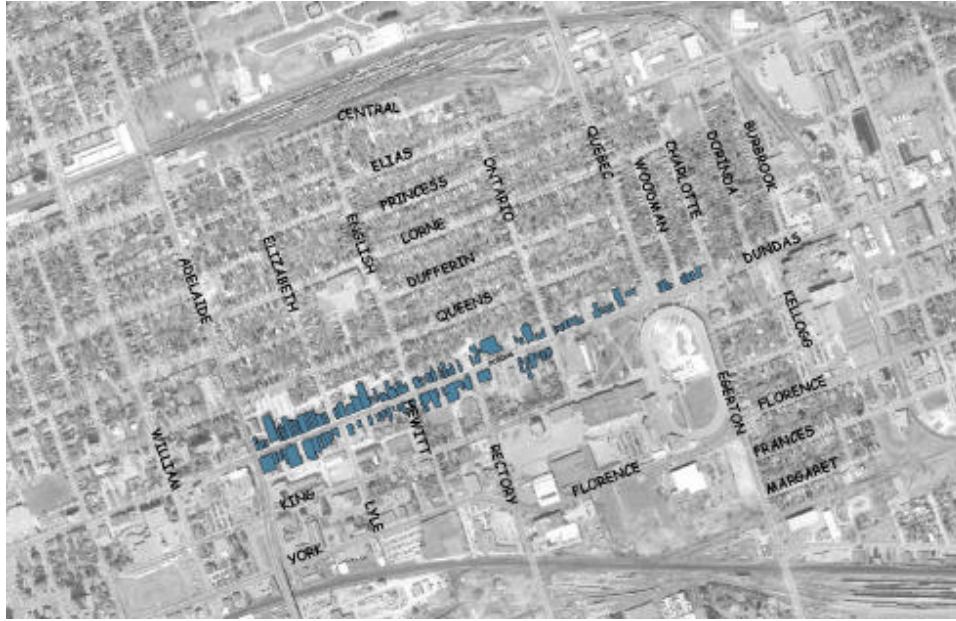 CENTRAL
ELIAS
PRINCESS
LORNE
DUFFERIN
QUEENS
ONTARIO
QUEBEC
WOODMAN
CHARLOTTE
DORINDA
BURBROOK
ENGLISH
ELIZABETH
ADELAIDE
WILLIAM
DUNDAS
KELLOGG
EGERTON
FLORENCE
FRANCES
MARGARET
HEWITT
RECTORY
FLORENCE
KING
LYLE
YORK